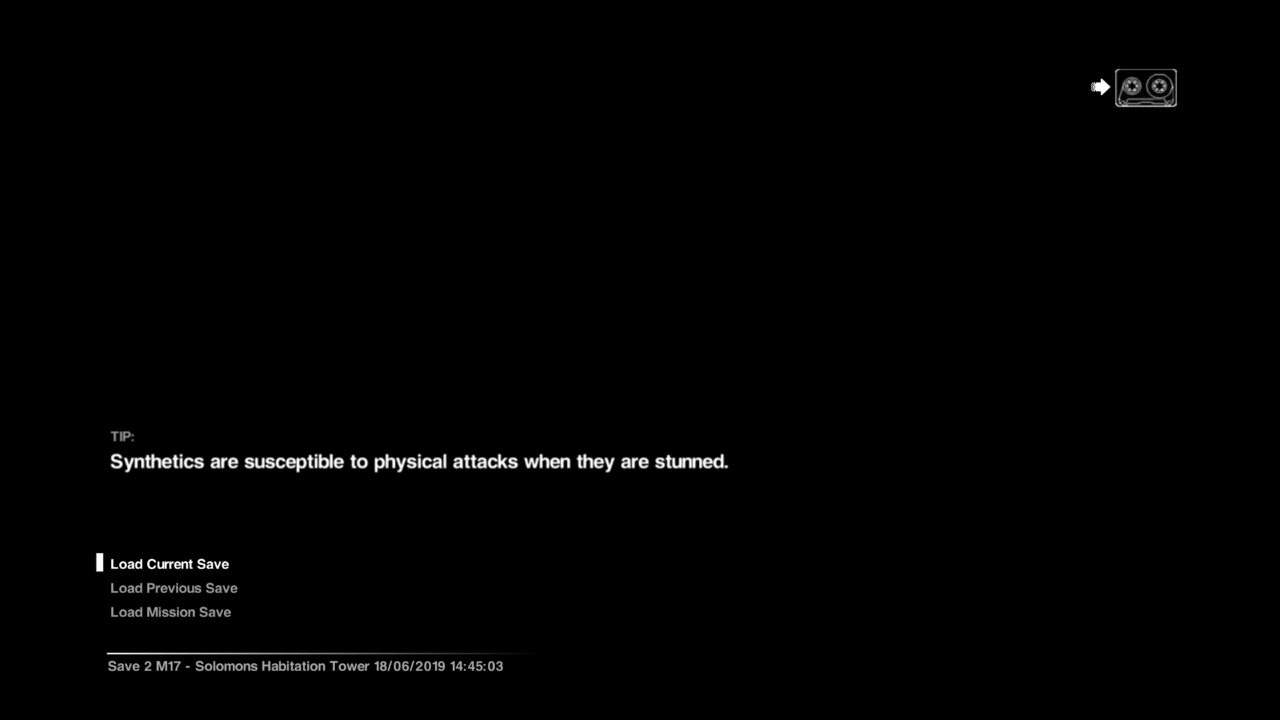 TIP:
Synthetics are susceptible to physical attacks when they are stunned.
Load Current Save
Load Previous Save
Load Mission Save
Save 2 M17 - Solomons Habitation Tower 18/06/2019 14:45:03